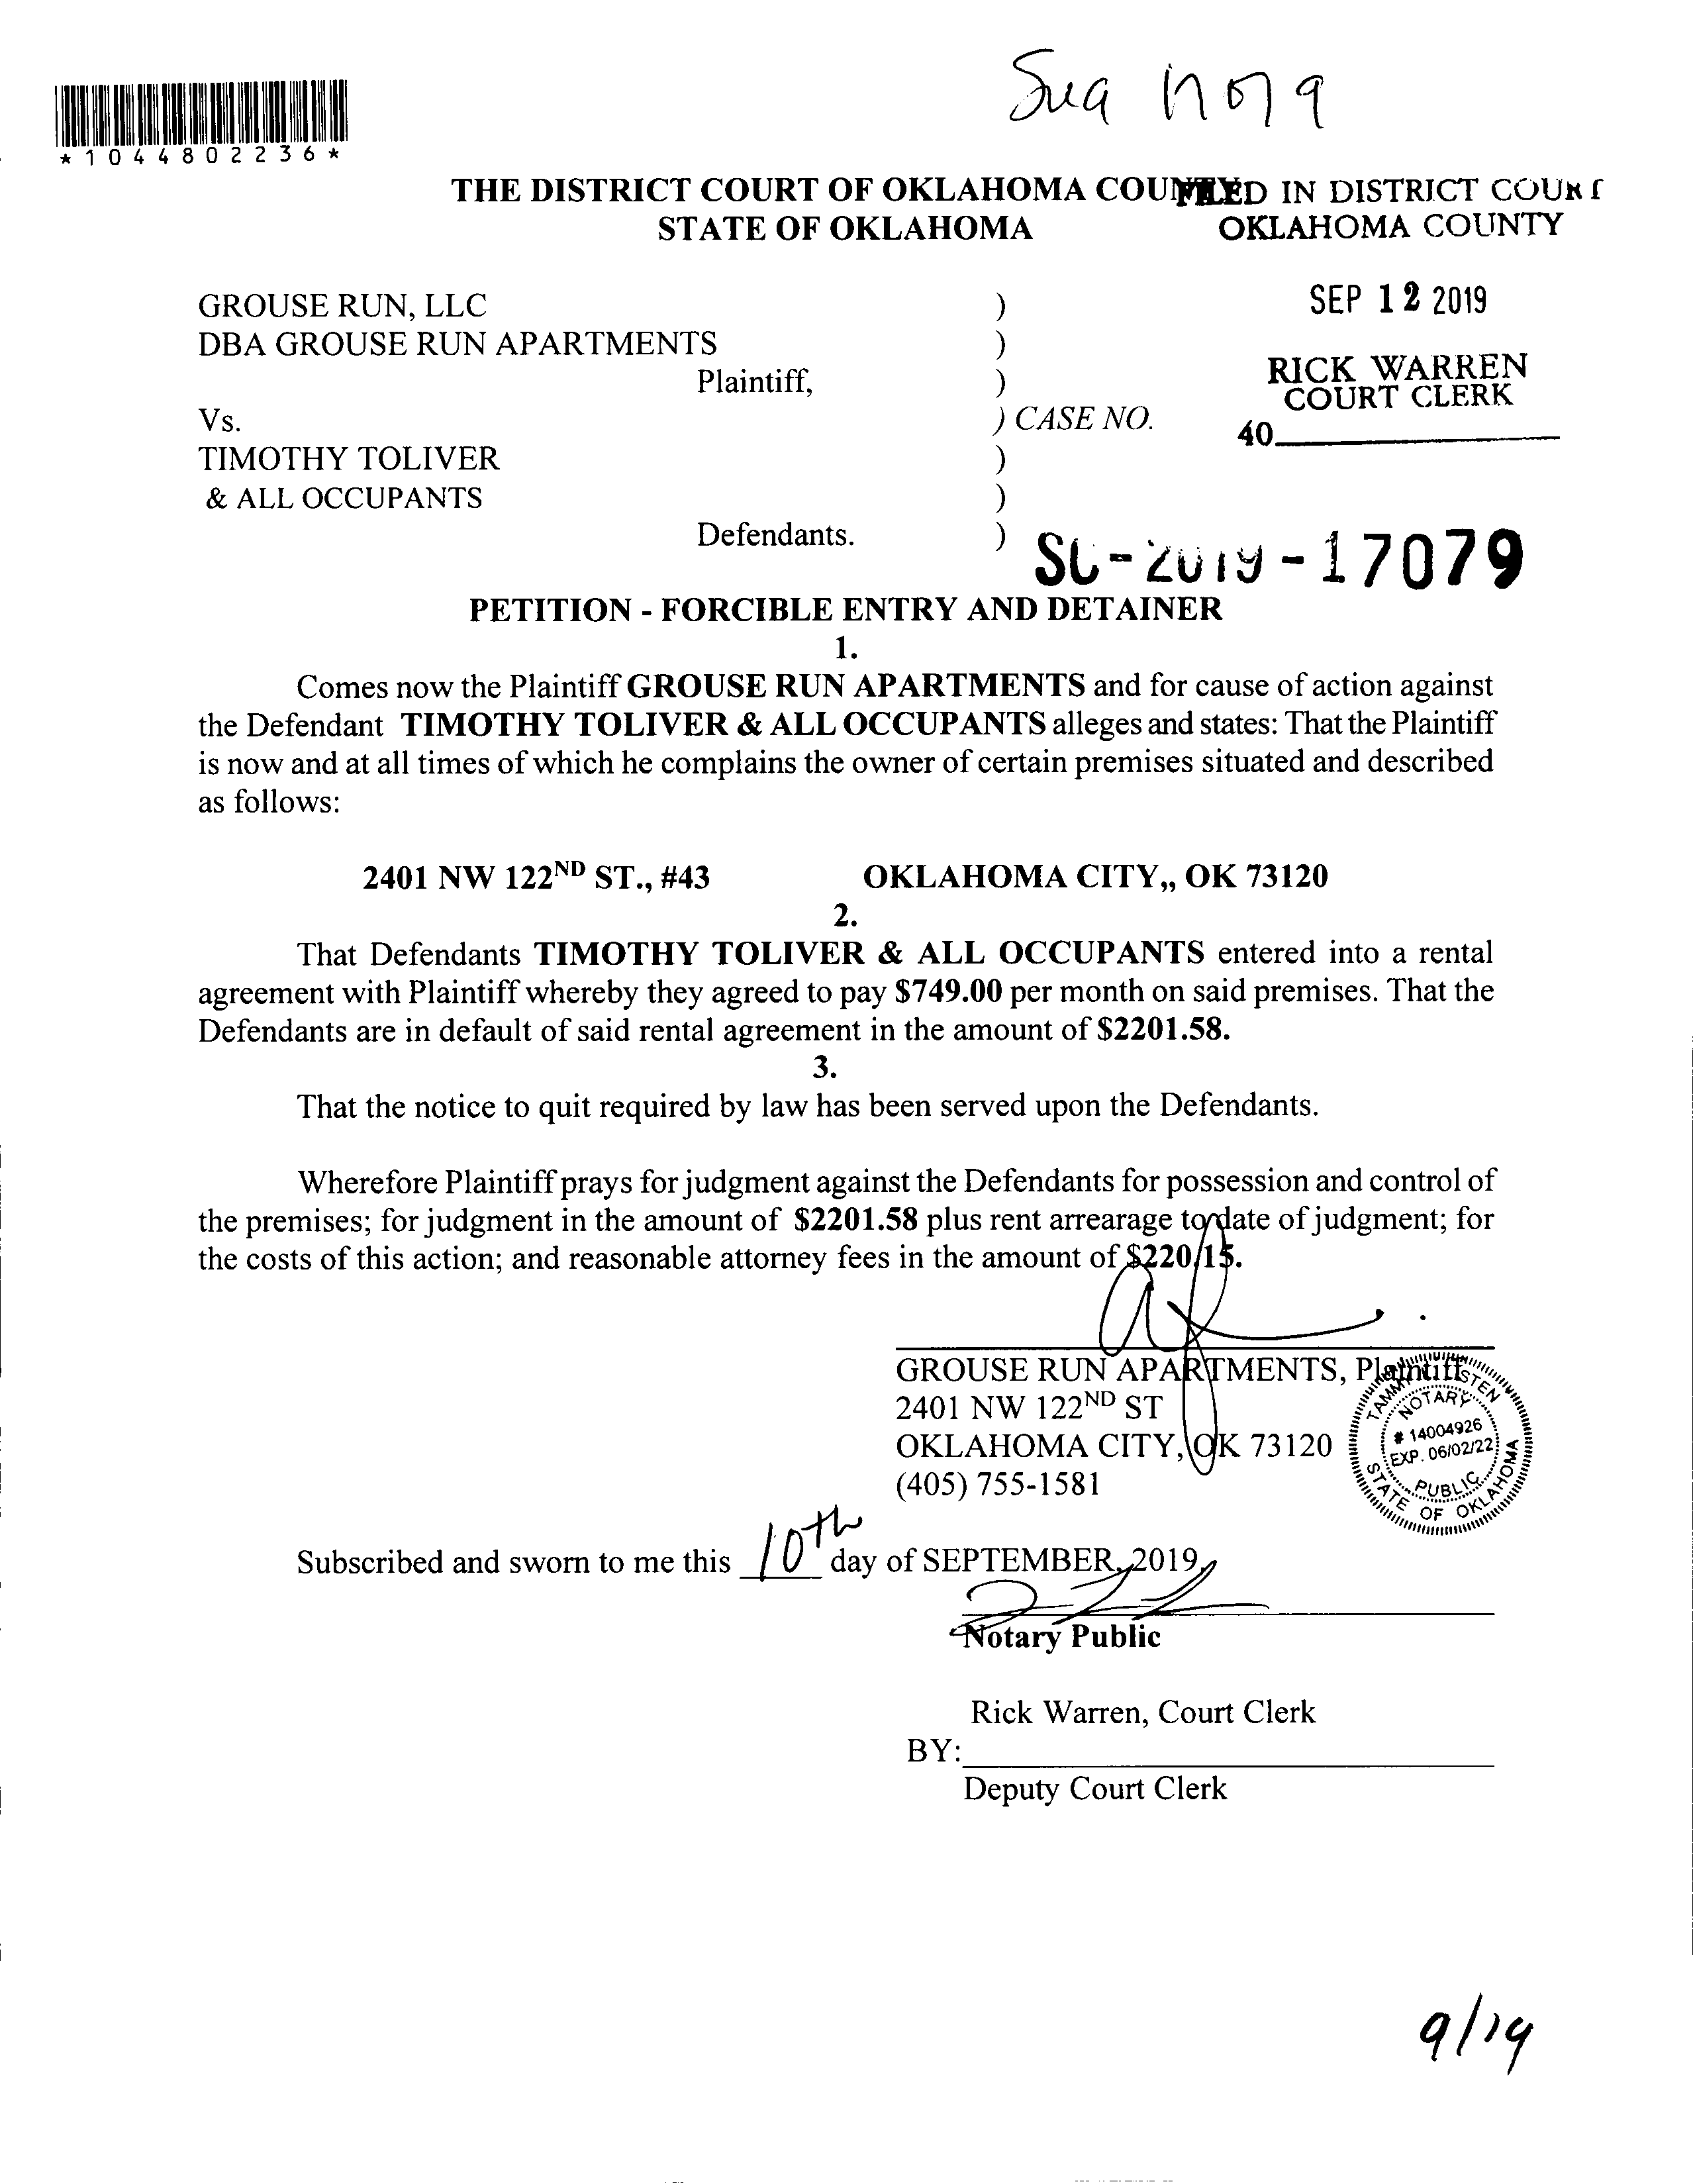 *1044802236*
THE DISTRICT COURT OF OKLAHOMA COUNTY
FILED IN DISTRICT COURT
STATE OF OKLAHOMA
OKLAHOMA COUNTY
SEP 12 2019
RICK WARREN
COURT CLERK
40
GROUSE RUN, LLC )
DBA GROUSE RUN APARTMENTS )
Plaintiff, )
Vs. ) CASE NO.
TIMOTHY TOLIVER )
& ALL OCCUPANTS )
Defendants. )
SC-2019-17079
PETITION - FORCIBLE ENTRY AND DETAINER
1.
Comes now the Plaintiff GROUSE RUN APARTMENTS and for cause of action against
the Defendant TIMOTHY TOLIVER & ALL OCCUPANTS alleges and states: That the Plaintiff
is now and at all times of which he complains the owner of certain premises situated and described
as follows:
2401 NW 122ND ST., #43 OKLAHOMA CITY,, OK 73120
2.
That Defendants TIMOTHY TOLIVER & ALL OCCUPANTS entered into a rental
agreement with Plaintiff whereby they agreed to pay $749.00 per month on said premises. That the
Defendants are in default of said rental agreement in the amount of $2201.58.
3.
That the notice to quit required by law has been served upon the Defendants.
Wherefore Plaintiff prays for judgment against the Defendants for possession and control of
the premises; for judgment in the amount of $2201.58 plus rent arrearage to date of judgment; for
the costs of this action; and reasonable attorney fees in the amount of $220.15.
GROUSE RUN APARTMENTS, Plaintiff
2401 NW 122ND ST
OKLAHOMA CITY, OK 73120
(405) 755-1581
NOTARY
# 14004926
EXP. 06/02/22
PUBLIC
STATE OF OKLAHOMA
Subscribed and sworn to me this 10th day of SEPTEMBER, 2019.
Notary Public
Rick Warren, Court Clerk
BY:
Deputy Court Clerk
9/19